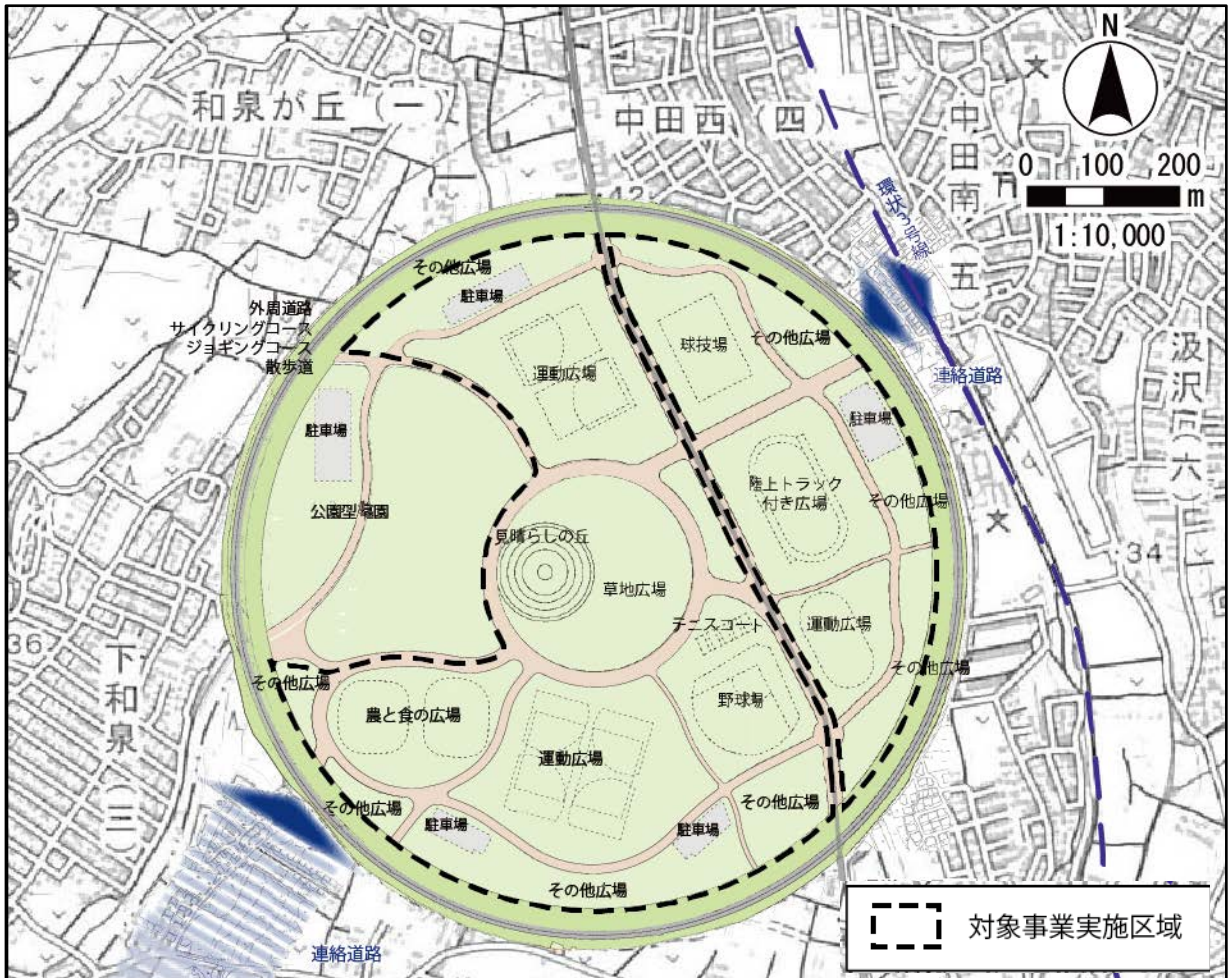 和泉が丘（一）
中田西（四）
中田南（五）
N
0 100 200
m
1:10,000
42
環状3号線
その他広場
駐車場
外周道路
サイクリングコース
ジョギングコース
散歩道
運動広場
球技場
その他広場
連絡道路
汲沢（六）
駐車場
駐車場
陸上トラック
付き広場
その他広場
公園型墓園
見晴らしの丘
草地広場
34
テニスコート
運動広場
36
下和泉（三）
その他広場
その他広場
農と食の広場
野球場
運動広場
その他広場
駐車場
駐車場
その他広場
その他広場
連絡道路
対象事業実施区域